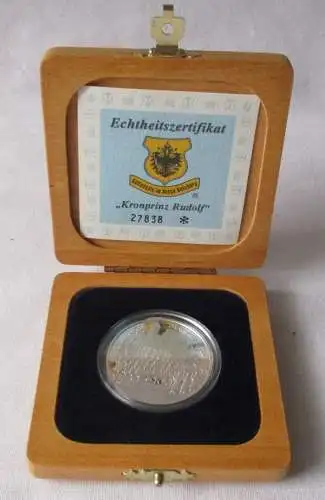 Echtheitszertifikat
„Kronprinz Rudolf“
27838 *